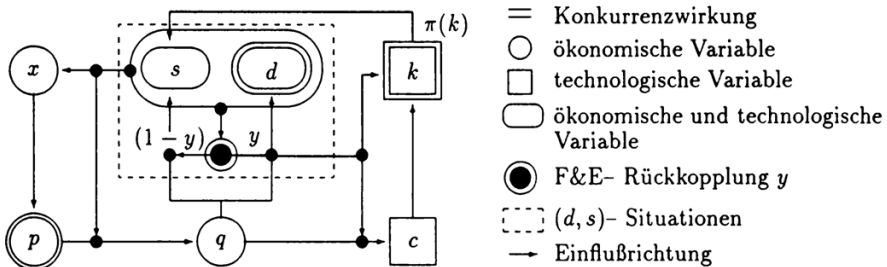 π(k)
x
s
d
k
(1 − y)
y
p
q
c
Konkurrenzwirkung
ökonomische Variable
technologische Variable
ökonomische und technologische
Variable
F&E– Rückkopplung y
(d, s)– Situationen
Einflußrichtung